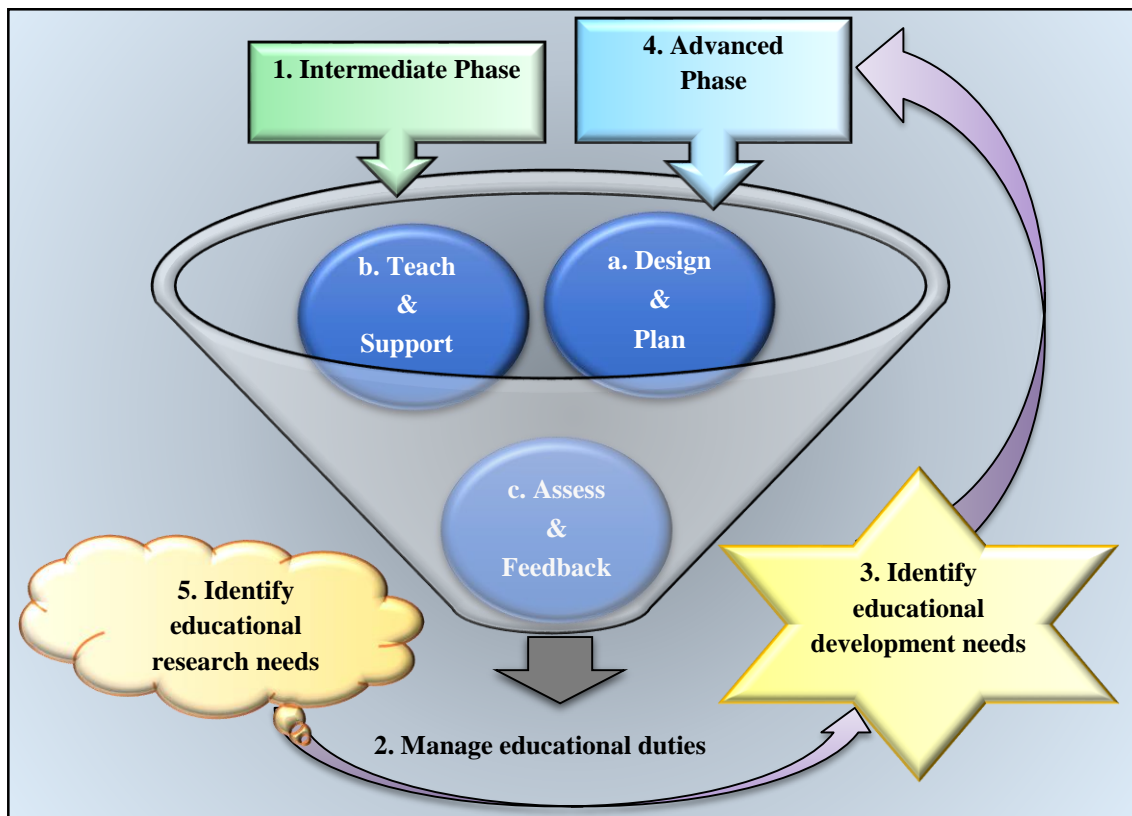 1. Intermediate Phase
4. Advanced
Phase
b. Teach
&
Support
a. Design
&
Plan
c. Assess
&
Feedback
5. Identify
educational
research needs
3. Identify
educational
development needs
2. Manage educational duties